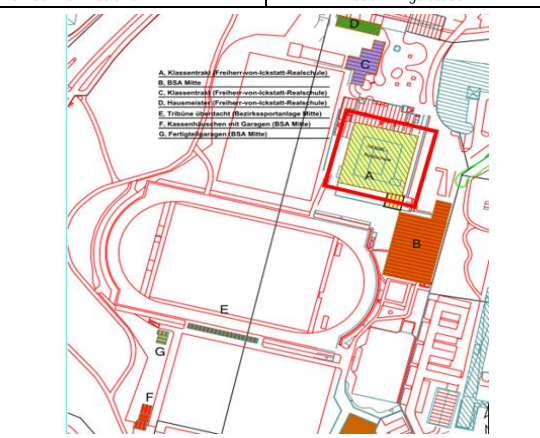 D
C
A, Klassentrakt (Freiherr-von-Ickstatt-Realschule)
B, BSA Mitte
C, Klassentrakt (Freiherr-von-Ickstatt-Realschule)
D, Hausmeister (Freiherr-von-Ickstatt-Realschule)
E, Tribüne überdacht (Bezirkssportanlage Mitte)
F, Kassenhäuschen mit Garagen (BSA Mitte)
G, Fertigteilgaragen (BSA Mitte)
Realschule
A
B
E
G
F